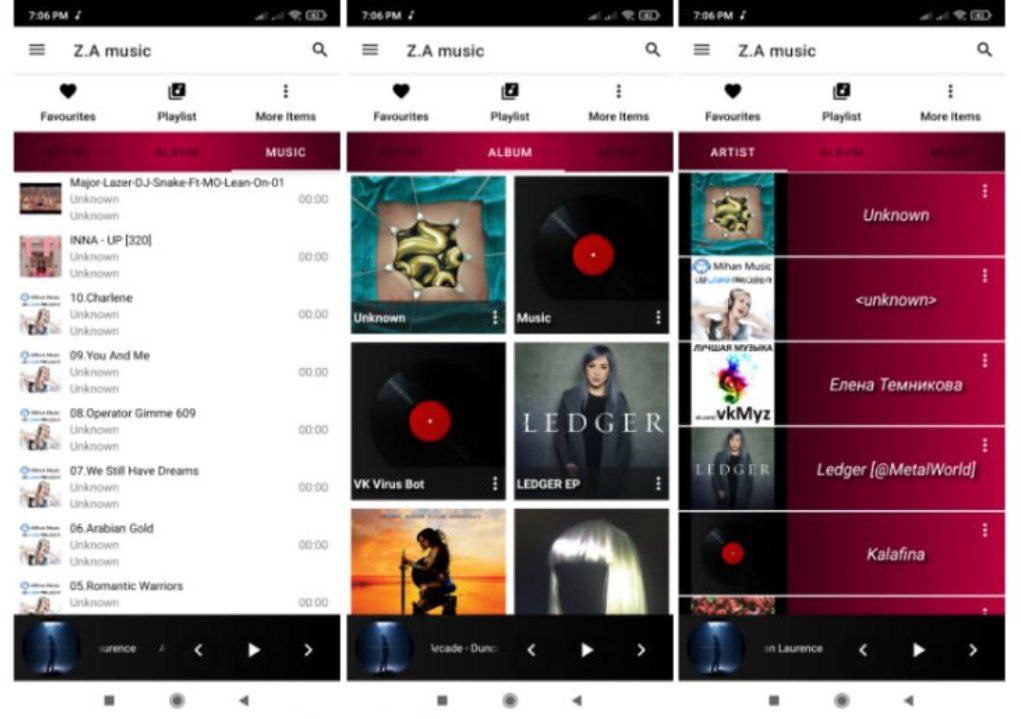 7:06 PM
Z.A music
Favourites
Playlist
More Items
ARTIST
ALBUM
MUSIC
Major-Lazer-DJ-Snake-Ft-MO-Lean-On-01
Unknown
00:00
Unknown
INNA - UP [320]
Unknown
00:00
Unknown
10.Charlene
Unknown
00:00
Unknown
09.You And Me
Unknown
00:00
Unknown
08.Operator Gimme 609
Unknown
00:00
Unknown
07.We Still Have Dreams
Unknown
00:00
Unknown
06.Arabian Gold
Unknown
00:00
Unknown
05.Romantic Warriors
Unknown
00:00
urence
7:06 PM
Z.A music
Favourites
Playlist
More Items
ARTIST
ALBUM
MUSIC
Unknown
Music
LEDGER
VK Virus Bot
LEDGER EP
Arcade - Dunc
7:06 PM
Z.A music
Favourites
Playlist
More Items
ARTIST
ALBUM
MUSIC
Unknown
Mihan Music
<unknown>
ЛУЧШАЯ МУЗЫКА
vkMyz
Елена Темникова
LEDGER
Ledger [@MetalWorld]
Kalafina
an Laurence